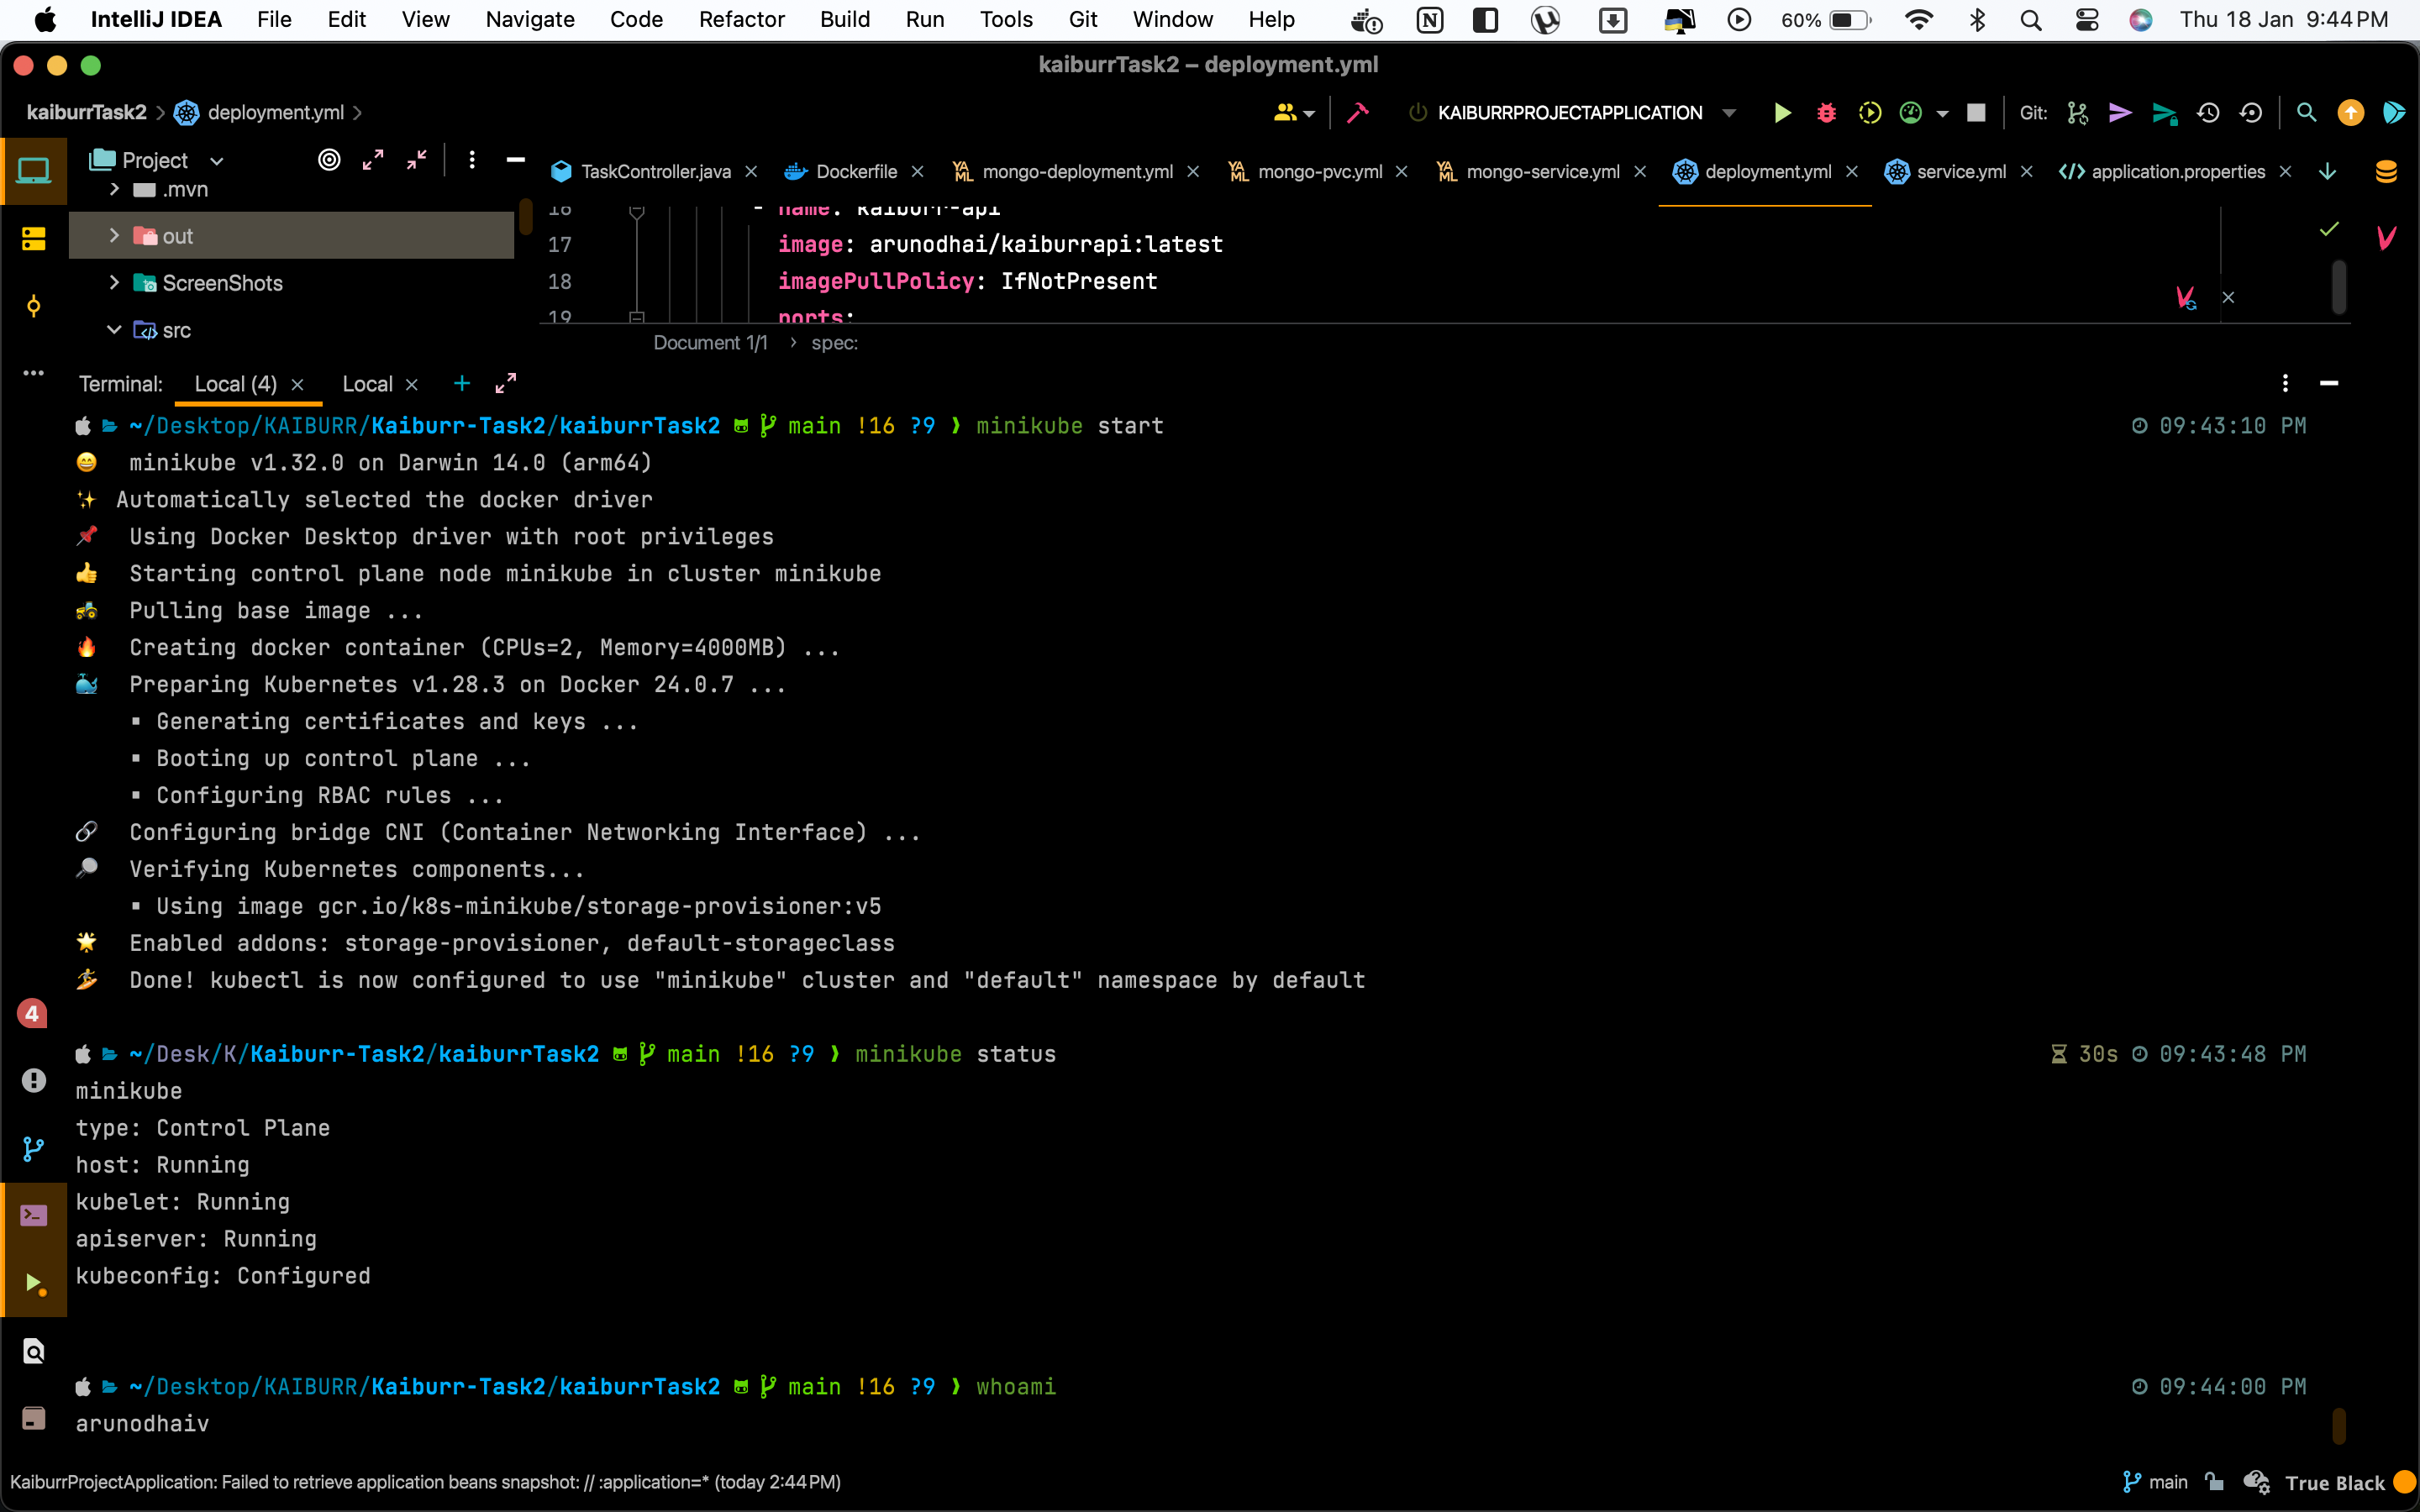 IntelliJ IDEA File Edit View Navigate Code Refactor Build Run Tools Git Window Help 60% Thu 18 Jan 9:44 PM
kaiburrTask2 – deployment.yml
kaiburrTask2 deployment.yml KAIBURRPROJECTAPPLICATION Git:
Project TaskController.java Dockerfile mongo-deployment.yml mongo-pvc.yml mongo-service.yml deployment.yml service.yml application.properties
.mvn
out
ScreenShots
src
16 - name: kaiburr-api
17 image: arunodhai/kaiburrapi:latest
18 imagePullPolicy: IfNotPresent
19 ports:
Document 1/1 › spec:
Terminal: Local (4) Local
~/Desktop/KAIBURR/Kaiburr-Task2/kaiburrTask2 main !16 ?9 ❯ minikube start 09:43:10 PM
😄 minikube v1.32.0 on Darwin 14.0 (arm64)
✨ Automatically selected the docker driver
📌 Using Docker Desktop driver with root privileges
👍 Starting control plane node minikube in cluster minikube
🚜 Pulling base image ...
🔥 Creating docker container (CPUs=2, Memory=4000MB) ...
🐳 Preparing Kubernetes v1.28.3 on Docker 24.0.7 ...
▪ Generating certificates and keys ...
▪ Booting up control plane ...
▪ Configuring RBAC rules ...
🔗 Configuring bridge CNI (Container Networking Interface) ...
🔎 Verifying Kubernetes components...
▪ Using image gcr.io/k8s-minikube/storage-provisioner:v5
🌟 Enabled addons: storage-provisioner, default-storageclass
🏄 Done! kubectl is now configured to use "minikube" cluster and "default" namespace by default
~/Desk/K/Kaiburr-Task2/kaiburrTask2 main !16 ?9 ❯ minikube status 30s 09:43:48 PM
minikube
type: Control Plane
host: Running
kubelet: Running
apiserver: Running
kubeconfig: Configured
~/Desktop/KAIBURR/Kaiburr-Task2/kaiburrTask2 main !16 ?9 ❯ whoami 09:44:00 PM
arunodhaiv
4
KaiburrProjectApplication: Failed to retrieve application beans snapshot: // :application=* (today 2:44 PM) main True Black